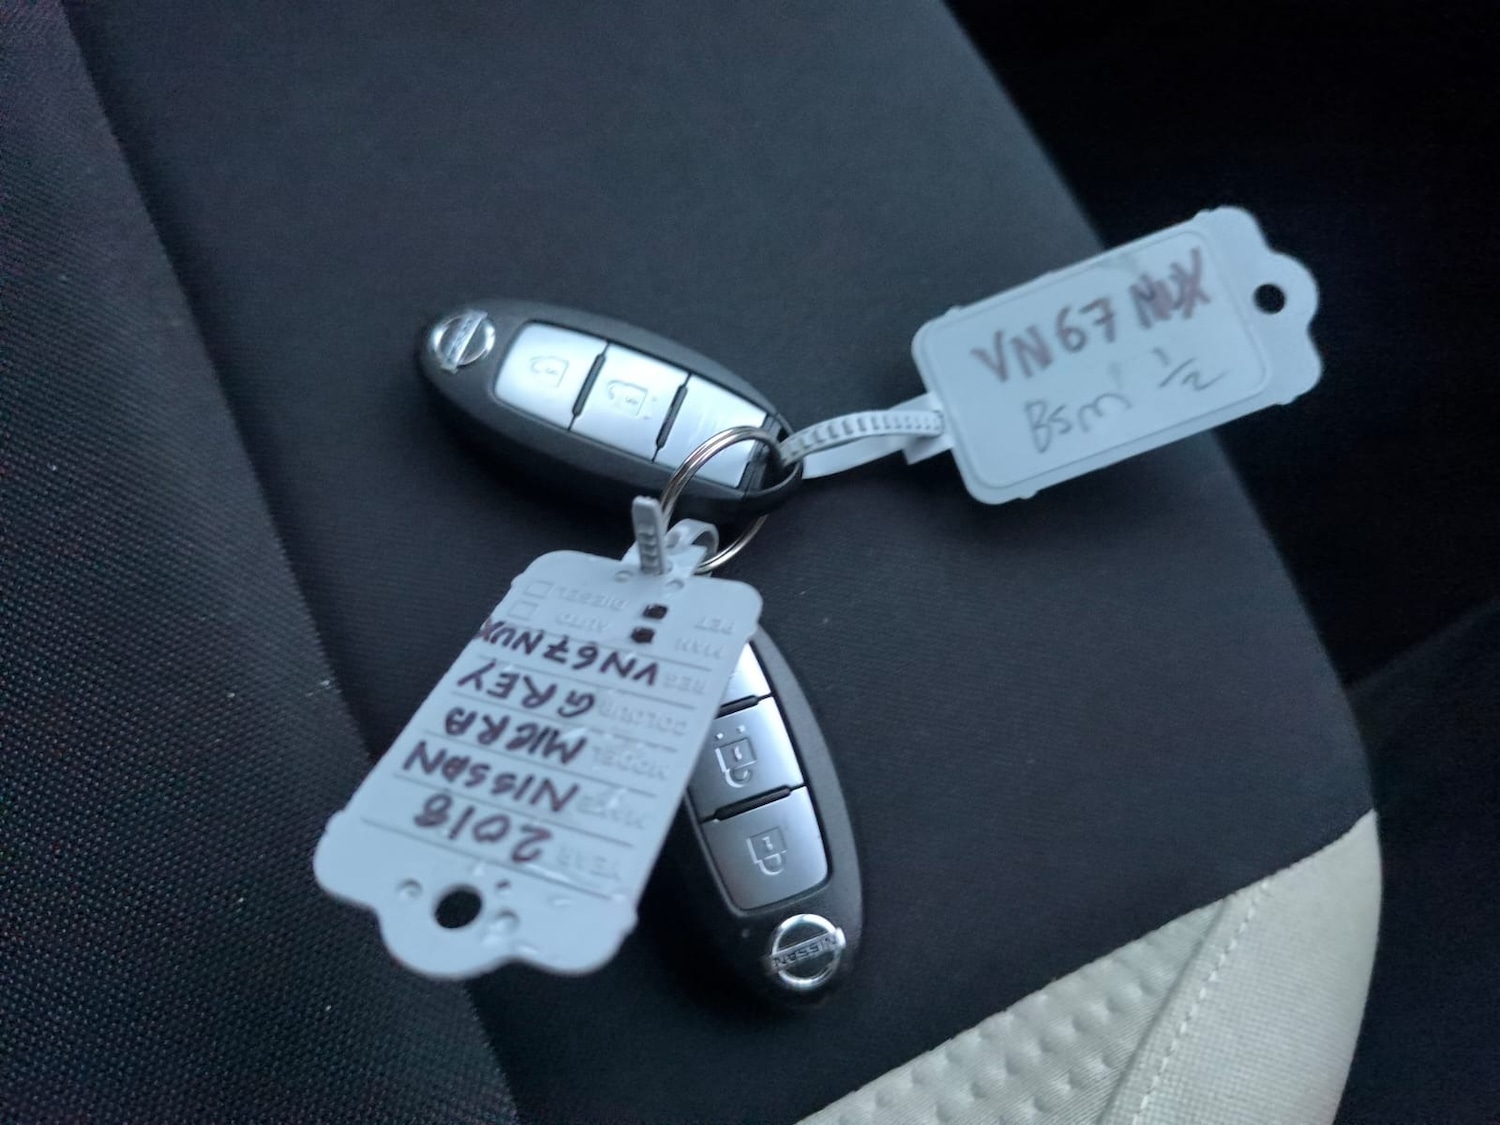 NISSAN
VN67 NUX
Bsm 1/2
YEAR 2018
MAKE NISSAN
MODEL MICRA
COLOUR GREY
REG VN67NUX
MAN AUTO
PET DIESEL
NISSAN